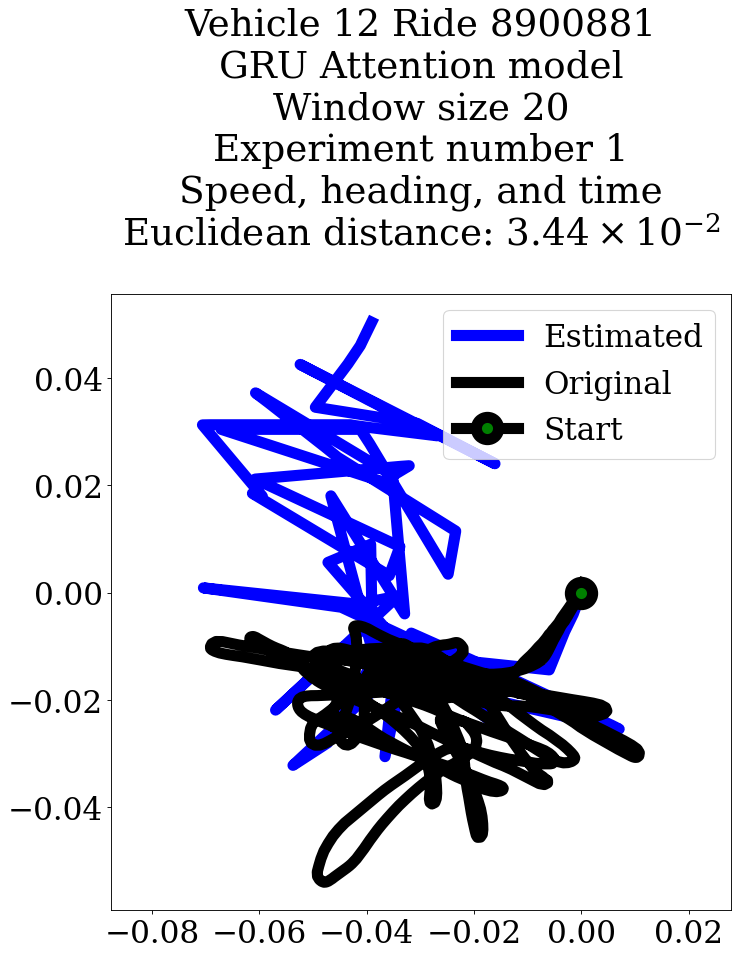 Vehicle 12 Ride 8900881
GRU Attention model
Window size 20
Experiment number 1
Speed, heading, and time
Euclidean distance: 3.44 × 10⁻²
Estimated
Original
Start
0.04
0.02
0.00
−0.02
−0.04
−0.08
−0.06
−0.04
−0.02
0.00
0.02